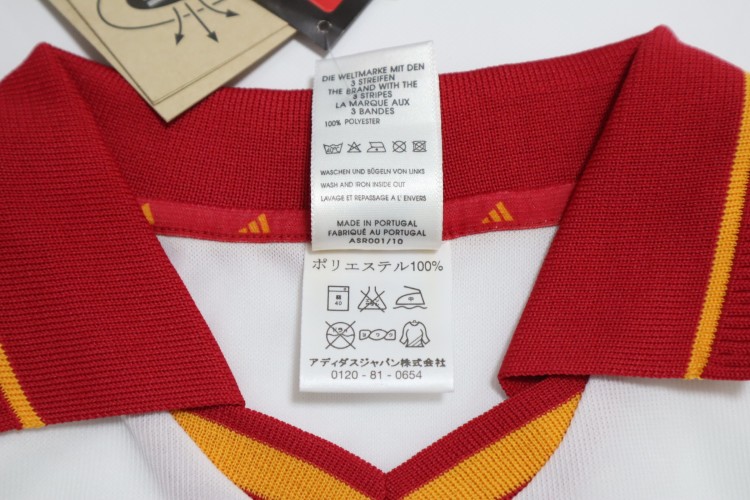 DIE WELTMARKE MIT DEN
3 STREIFEN
THE BRAND WITH THE
3 STRIPES
LA MARQUE AUX
3 BANDES
100% POLYESTER
WASCHEN UND BÜGELN VON LINKS
WASH AND IRON INSIDE OUT
LAVAGE ET REPASSAGE A L' ENVERS
MADE IN PORTUGAL
FABRIQUÉ AU PORTUGAL
ASR001/10
ポリエステル100%
40
アディダスジャパン株式会社
0120 - 81 - 0654